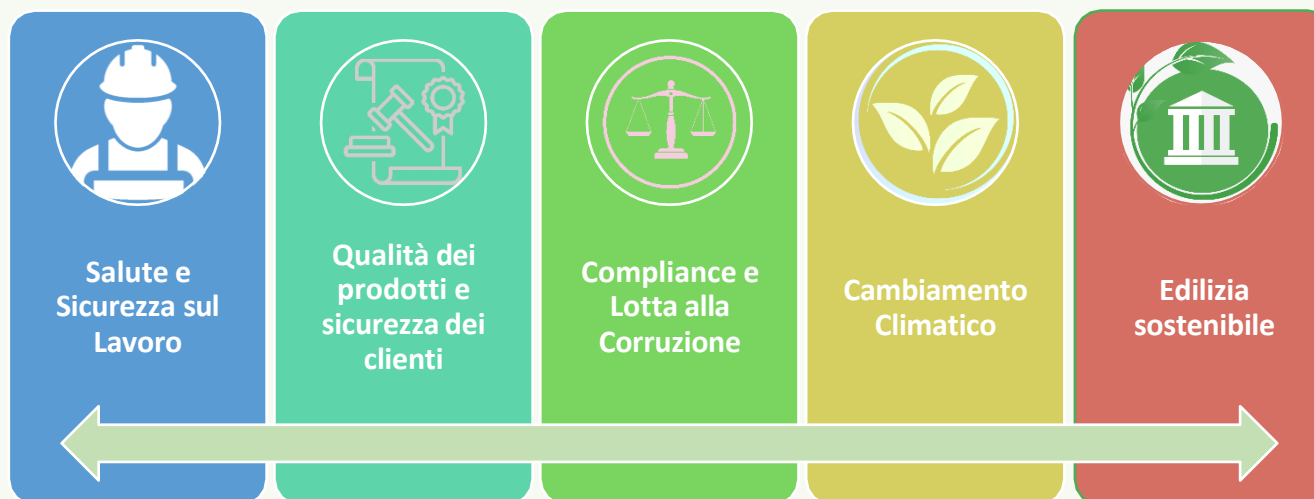 Salute e
Sicurezza sul
Lavoro
Qualità dei
prodotti e
sicurezza dei
clienti
Compliance e
Lotta alla
Corruzione
Cambiamento
Climatico
Edilizia
sostenibile